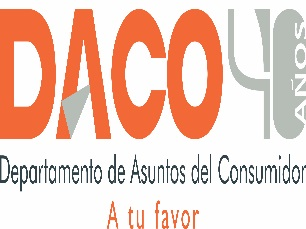 DACO 40 AÑOS
Departamento de Asuntos del Consumidor
A tu favor